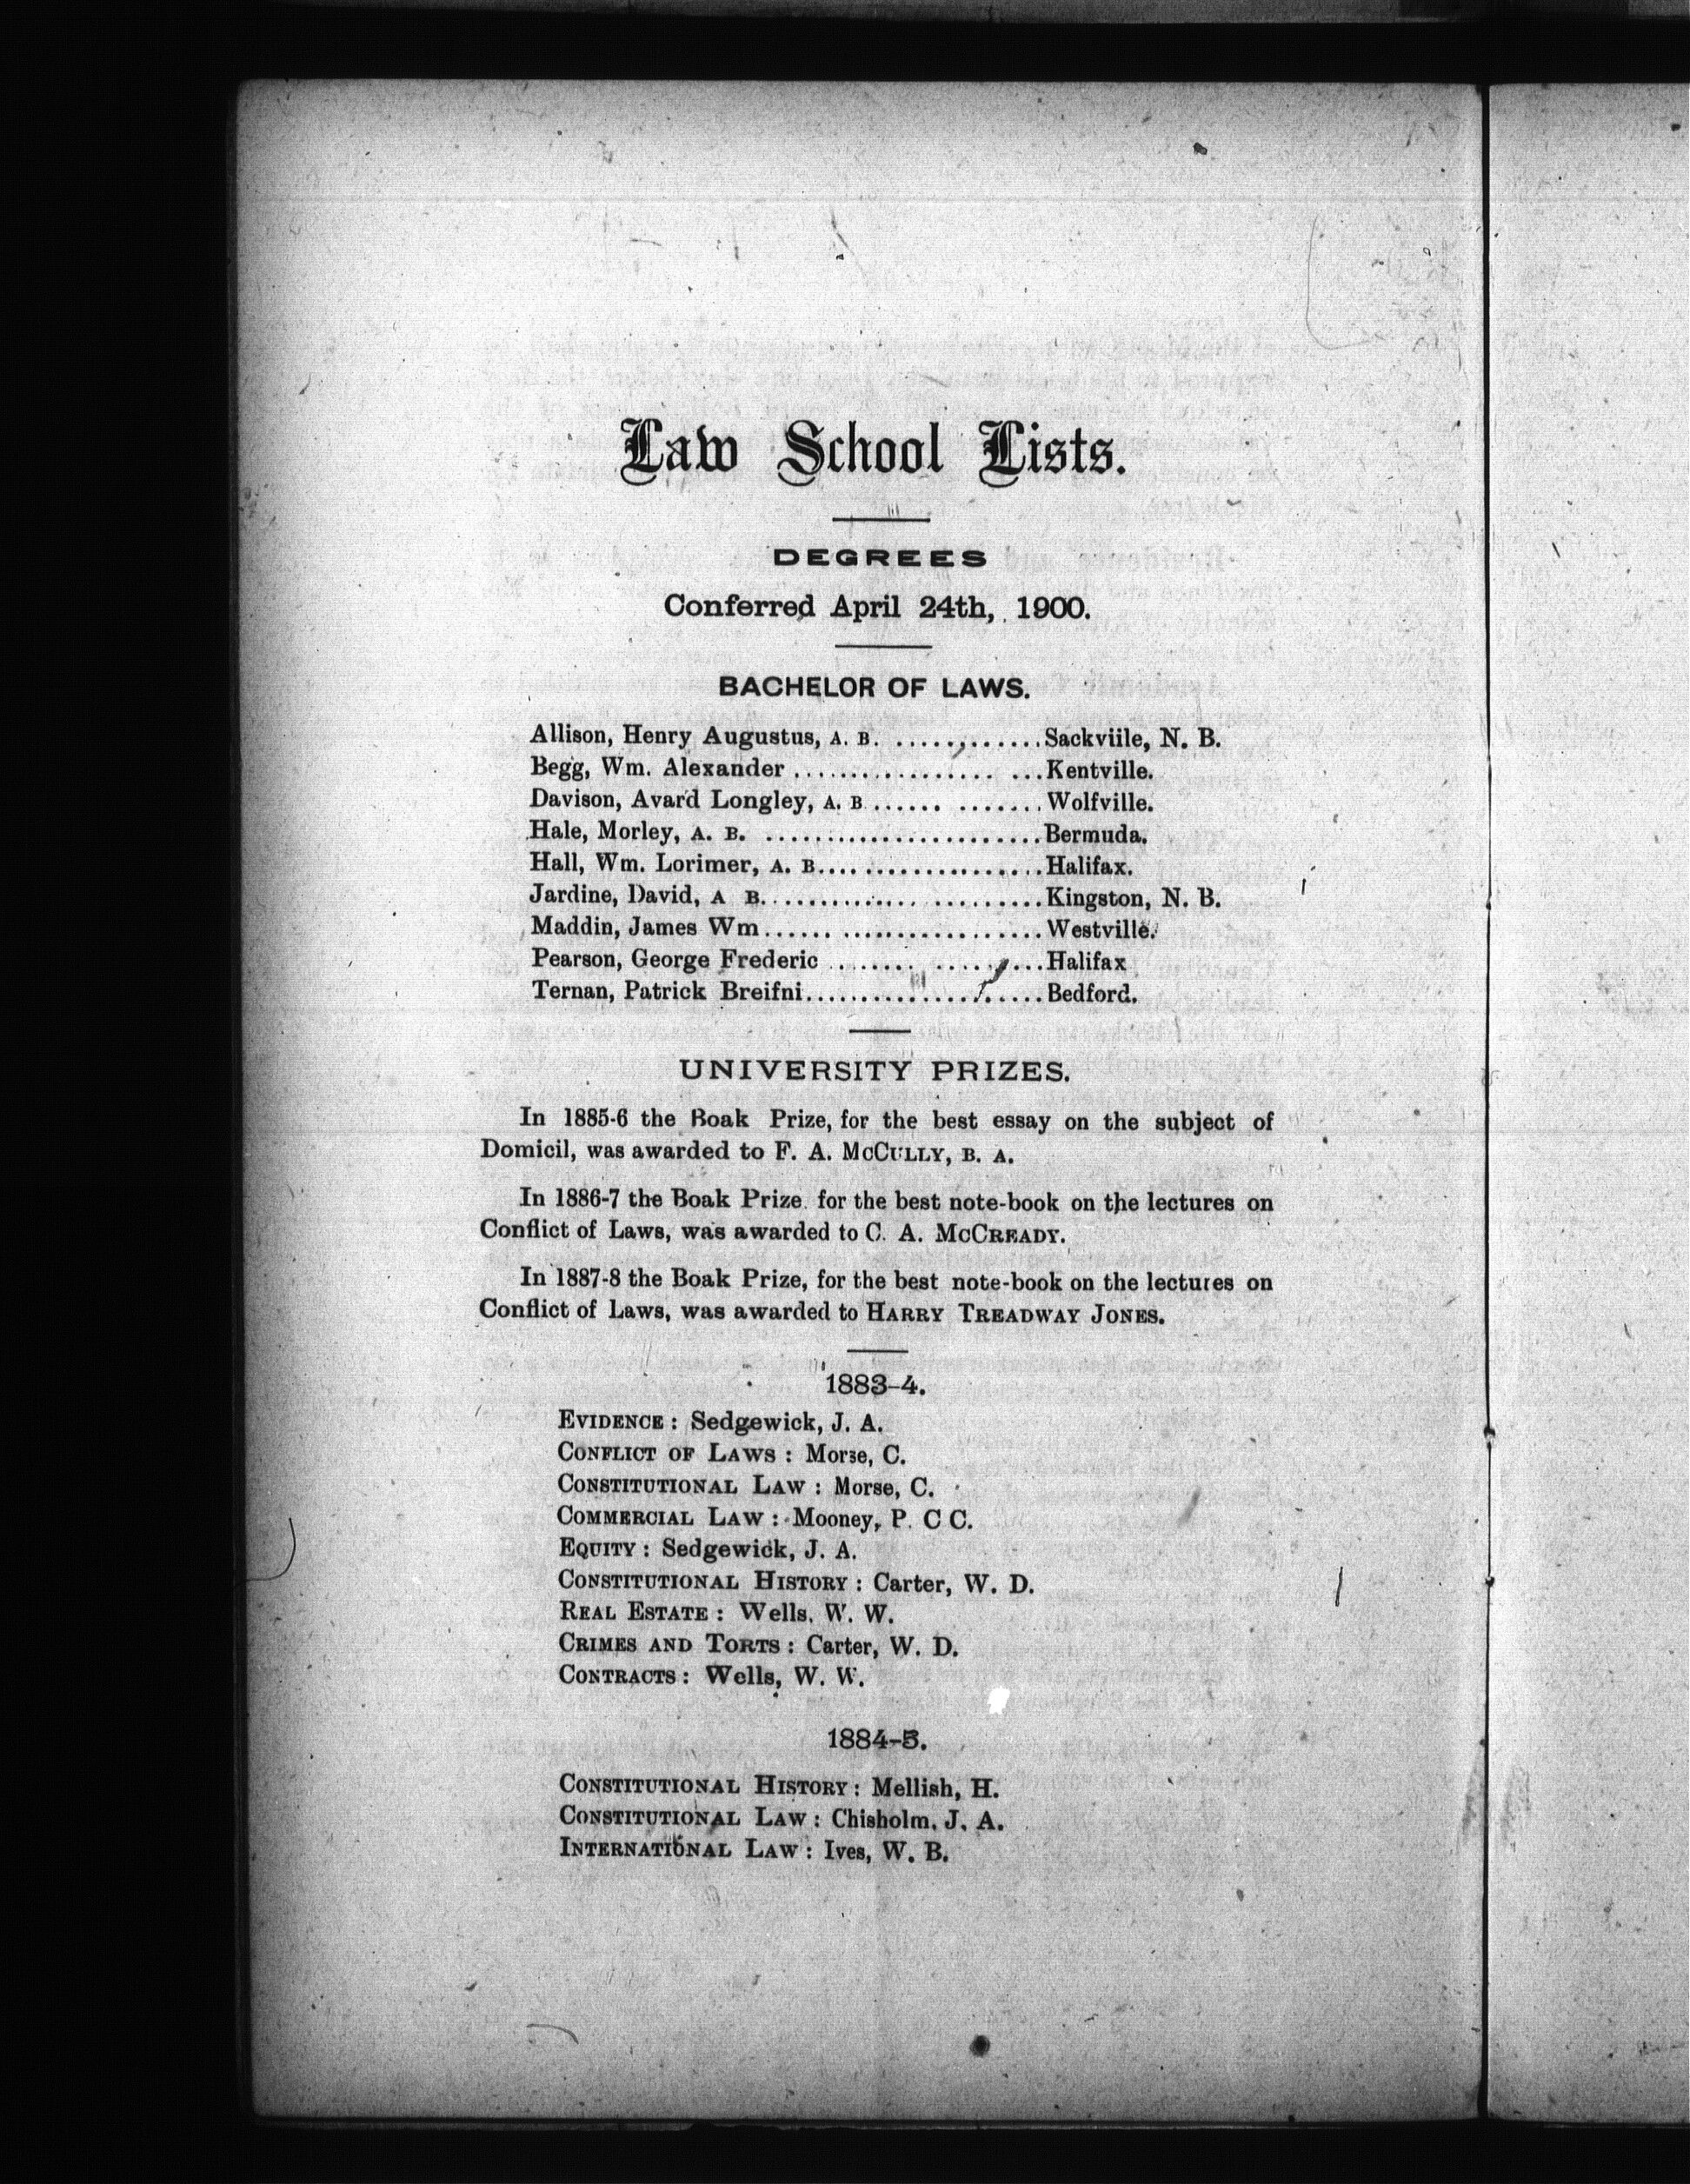 Law School Lists.
DEGREES
Conferred April 24th, 1900.
BACHELOR OF LAWS.
Allison, Henry Augustus, A. B. ............Sackviile, N. B.
Begg, Wm. Alexander .................. ...Kentville.
Davison, Avard Longley, A. B...... .......Wolfville.
Hale, Morley, A. B. ........................Bermuda.
Hall, Wm. Lorimer, A. B....................Halifax.
Jardine, David, A B................ .........Kingston, N. B.
Maddin, James Wm...... ..................Westville.
Pearson, George Frederic ........ .........Halifax
Ternan, Patrick Breifni.....................Bedford.
UNIVERSITY PRIZES.
In 1885-6 the Boak Prize, for the best essay on the subject of
Domicil, was awarded to F. A. McCULLY, B. A.
In 1886-7 the Boak Prize for the best note-book on the lectures on
Conflict of Laws, was awarded to C. A. McCREADY.
In 1887-8 the Boak Prize, for the best note-book on the lectures on
Conflict of Laws, was awarded to HARRY TREADWAY JONES.
1883-4.
EVIDENCE : Sedgewick, J. A.
CONFLICT OF LAWS : Morse, C.
CONSTITUTIONAL LAW : Morse, C.
COMMERCIAL LAW : Mooney, P. C C.
EQUITY : Sedgewick, J. A.
CONSTITUTIONAL HISTORY : Carter, W. D.
REAL ESTATE : Wells, W. W.
CRIMES AND TORTS : Carter, W. D.
CONTRACTS : Wells, W. W.
1884-5.
CONSTITUTIONAL HISTORY : Mellish, H.
CONSTITUTIONAL LAW : Chisholm, J. A.
INTERNATIONAL LAW : Ives, W. B.